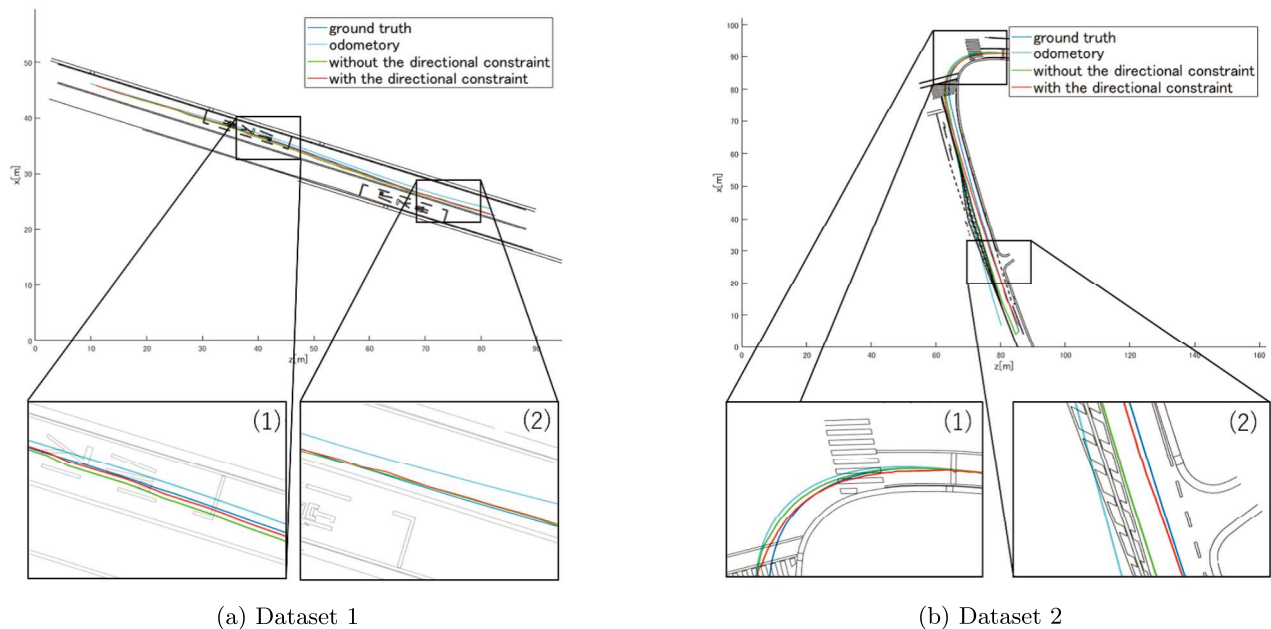 ground truth
odometory
without the directional constraint
with the directional constraint
x[m]
50
40
30
20
10
0
0 10 20 30 40 50 60 70 80 90
z[m]
(1)
(2)
(a) Dataset 1
ground truth
odometory
without the directional constraint
with the directional constraint
x[m]
100
90
80
70
60
50
40
30
20
10
0
0 20 40 60 80 100 120 140 160
z[m]
(1)
(2)
(b) Dataset 2